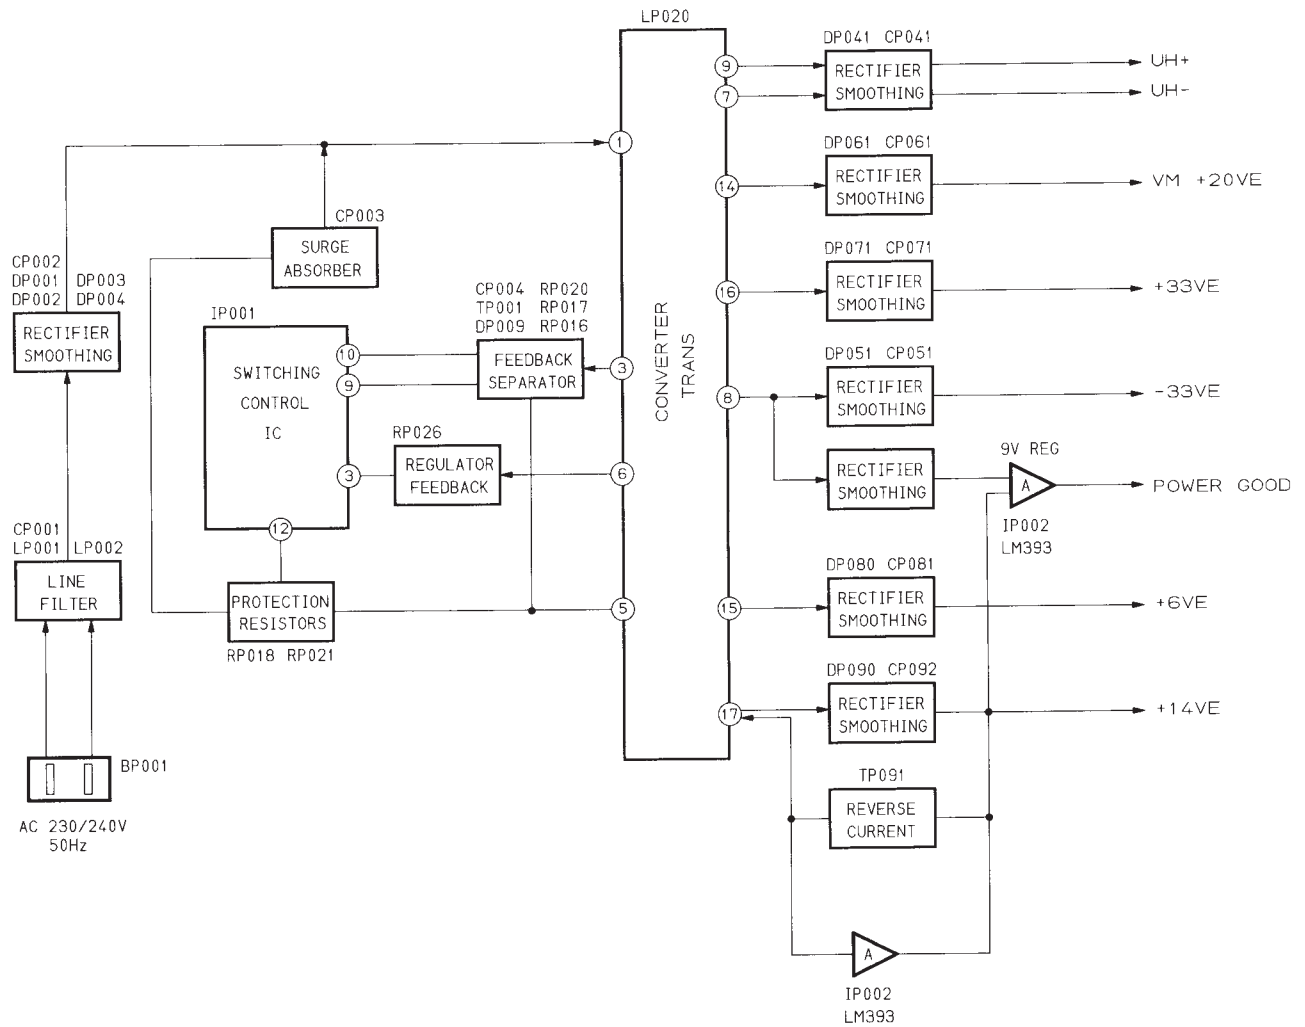 LP020
DP041 CP041
9
RECTIFIER
SMOOTHING
UH+
7
UH-
1
DP061 CP061
14
RECTIFIER
SMOOTHING
VM +20VE
CP003
SURGE
ABSORBER
CP002
DP001 DP003
DP002 DP004
RECTIFIER
SMOOTHING
DP071 CP071
16
RECTIFIER
SMOOTHING
+33VE
IP001
SWITCHING
CONTROL
IC
10
9
3
12
CP004 RP020
TP001 RP017
DP009 RP016
FEEDBACK
SEPARATOR
3
CONVERTER
TRANS
DP051 CP051
8
RECTIFIER
SMOOTHING
-33VE
RP026
REGULATOR
FEEDBACK
6
RECTIFIER
SMOOTHING
9V REG
A
POWER GOOD
IP002
LM393
CP001
LP001 LP002
LINE
FILTER
PROTECTION
RESISTORS
RP018 RP021
5
DP080 CP081
15
RECTIFIER
SMOOTHING
+6VE
DP090 CP092
17
RECTIFIER
SMOOTHING
+14VE
BP001
AC 230/240V
50Hz
TP091
REVERSE
CURRENT
A
IP002
LM393